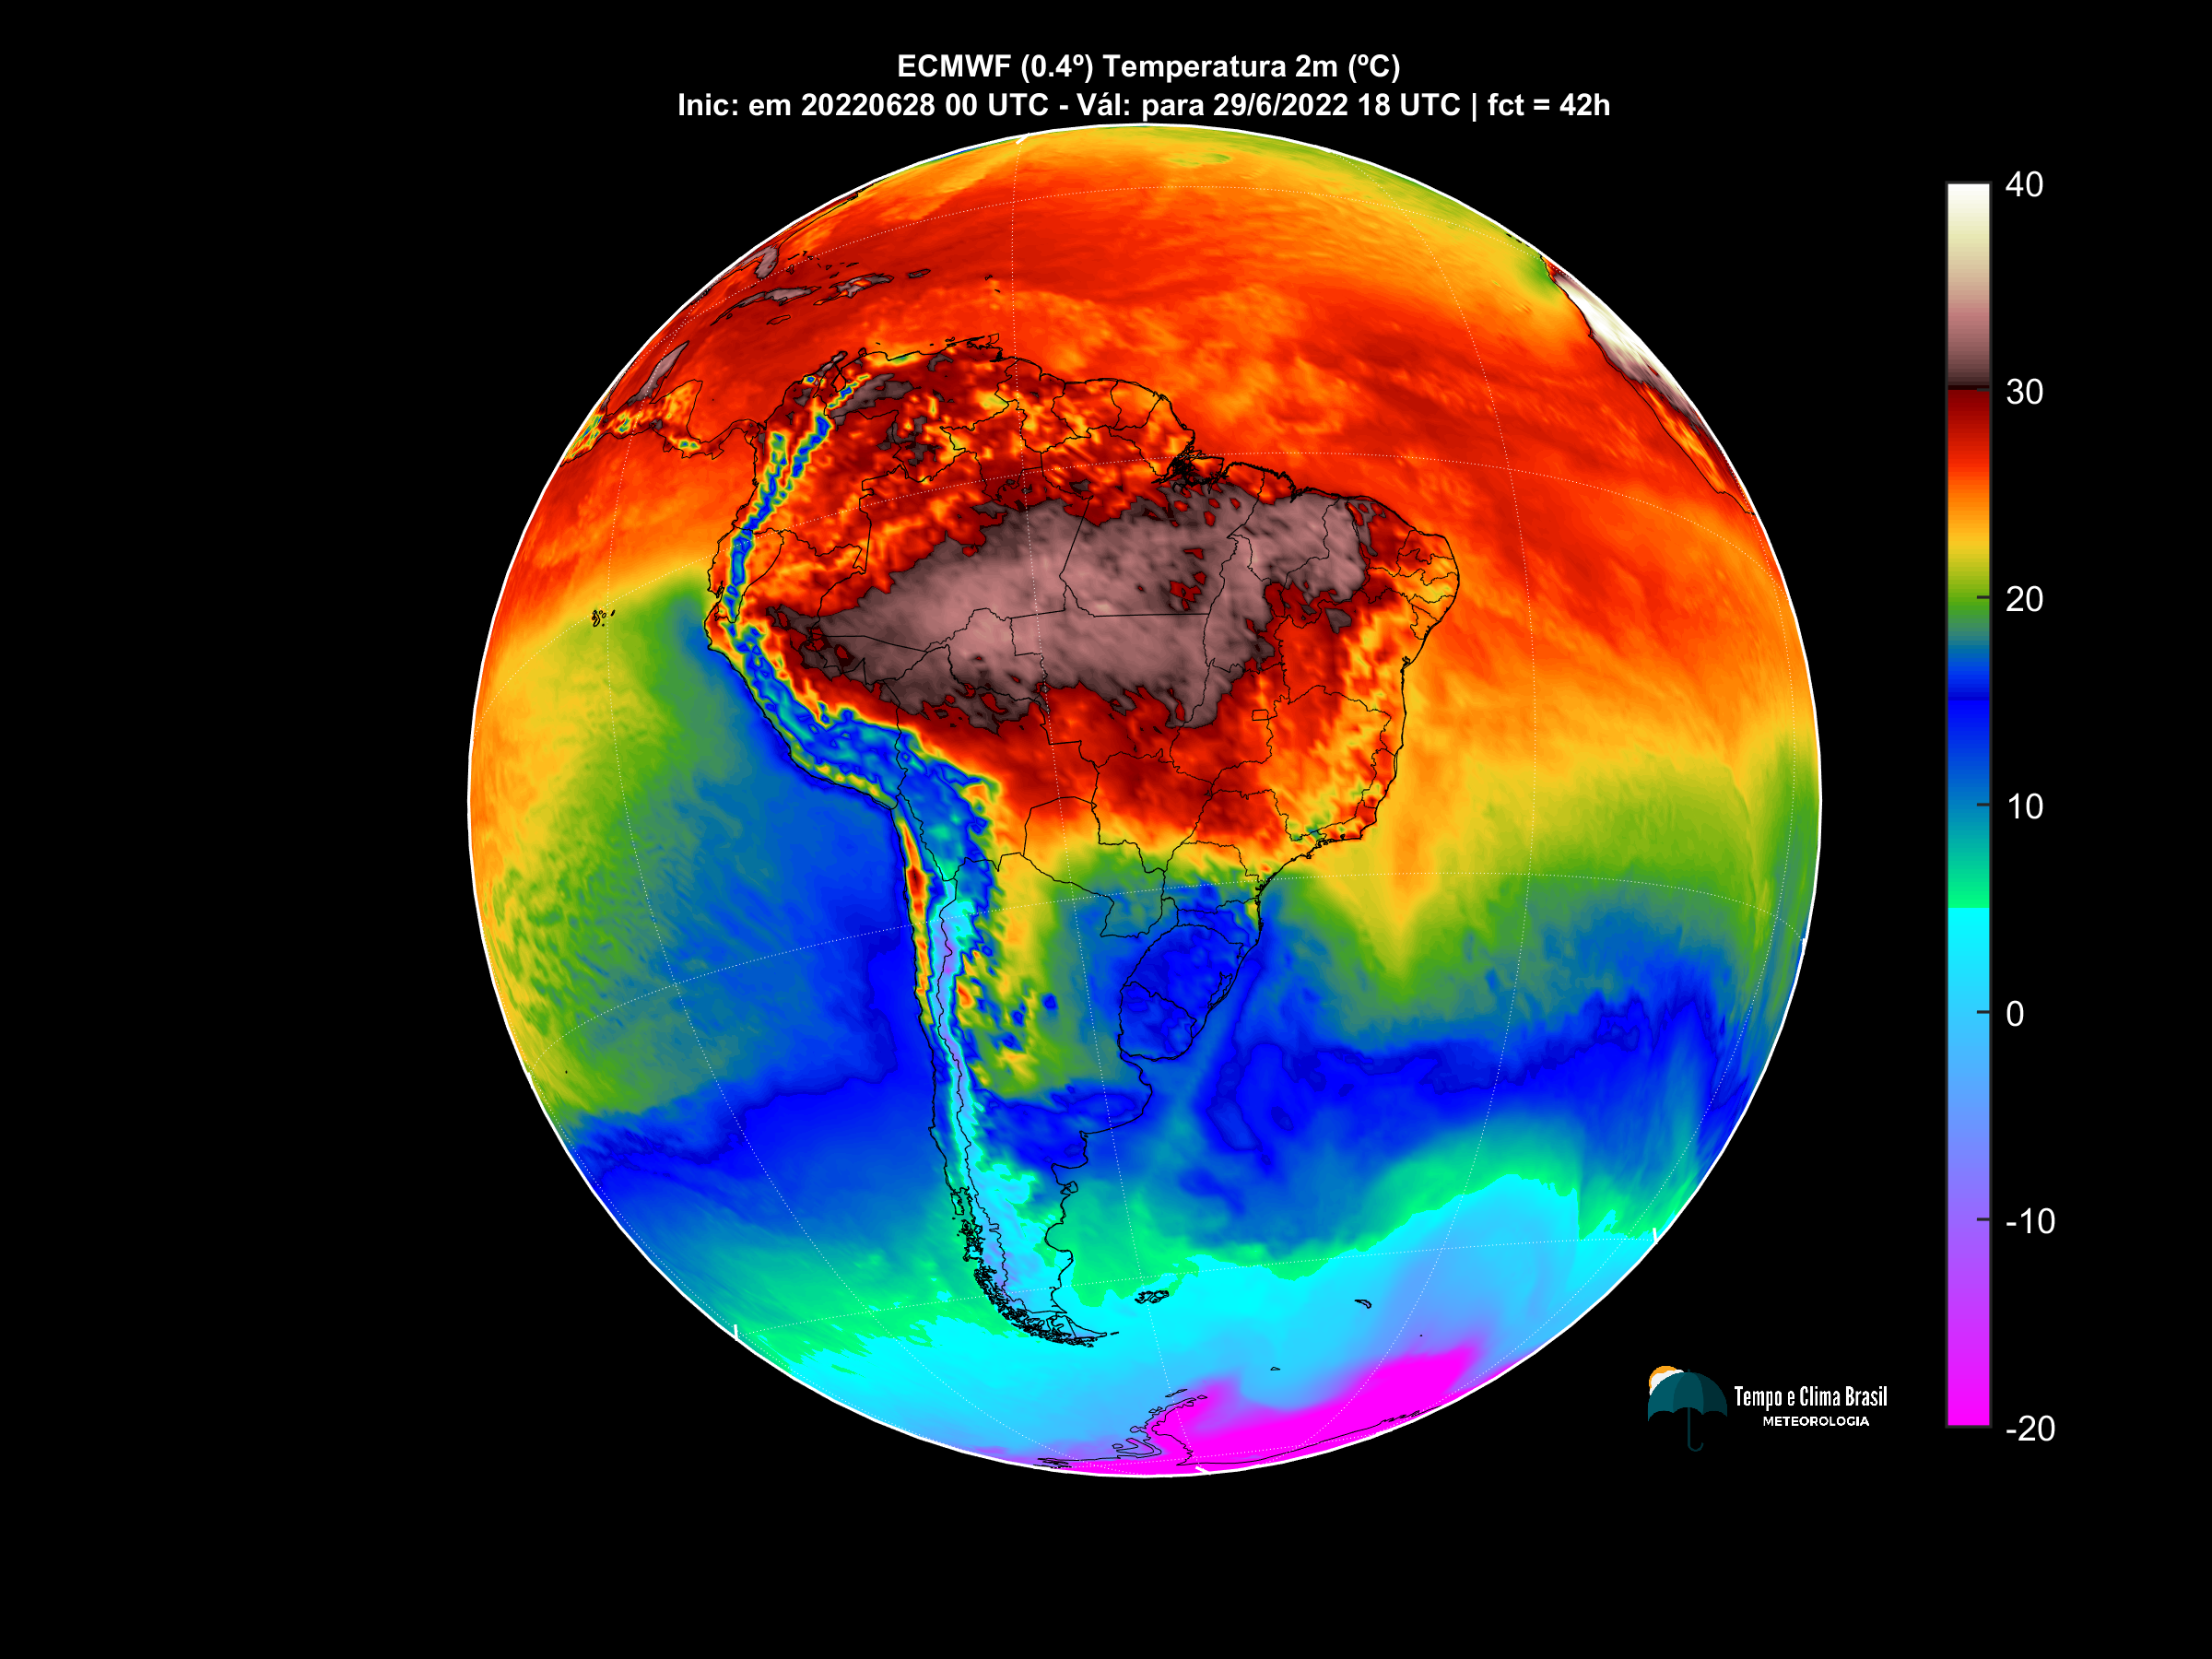 ECMWF (0.4º) Temperatura 2m (ºC)
Inic: em 20220628 00 UTC - Vál: para 29/6/2022 18 UTC | fct = 42h
40
30
20
10
0
-10
-20
Tempo e Clima Brasil
METEOROLOGIA